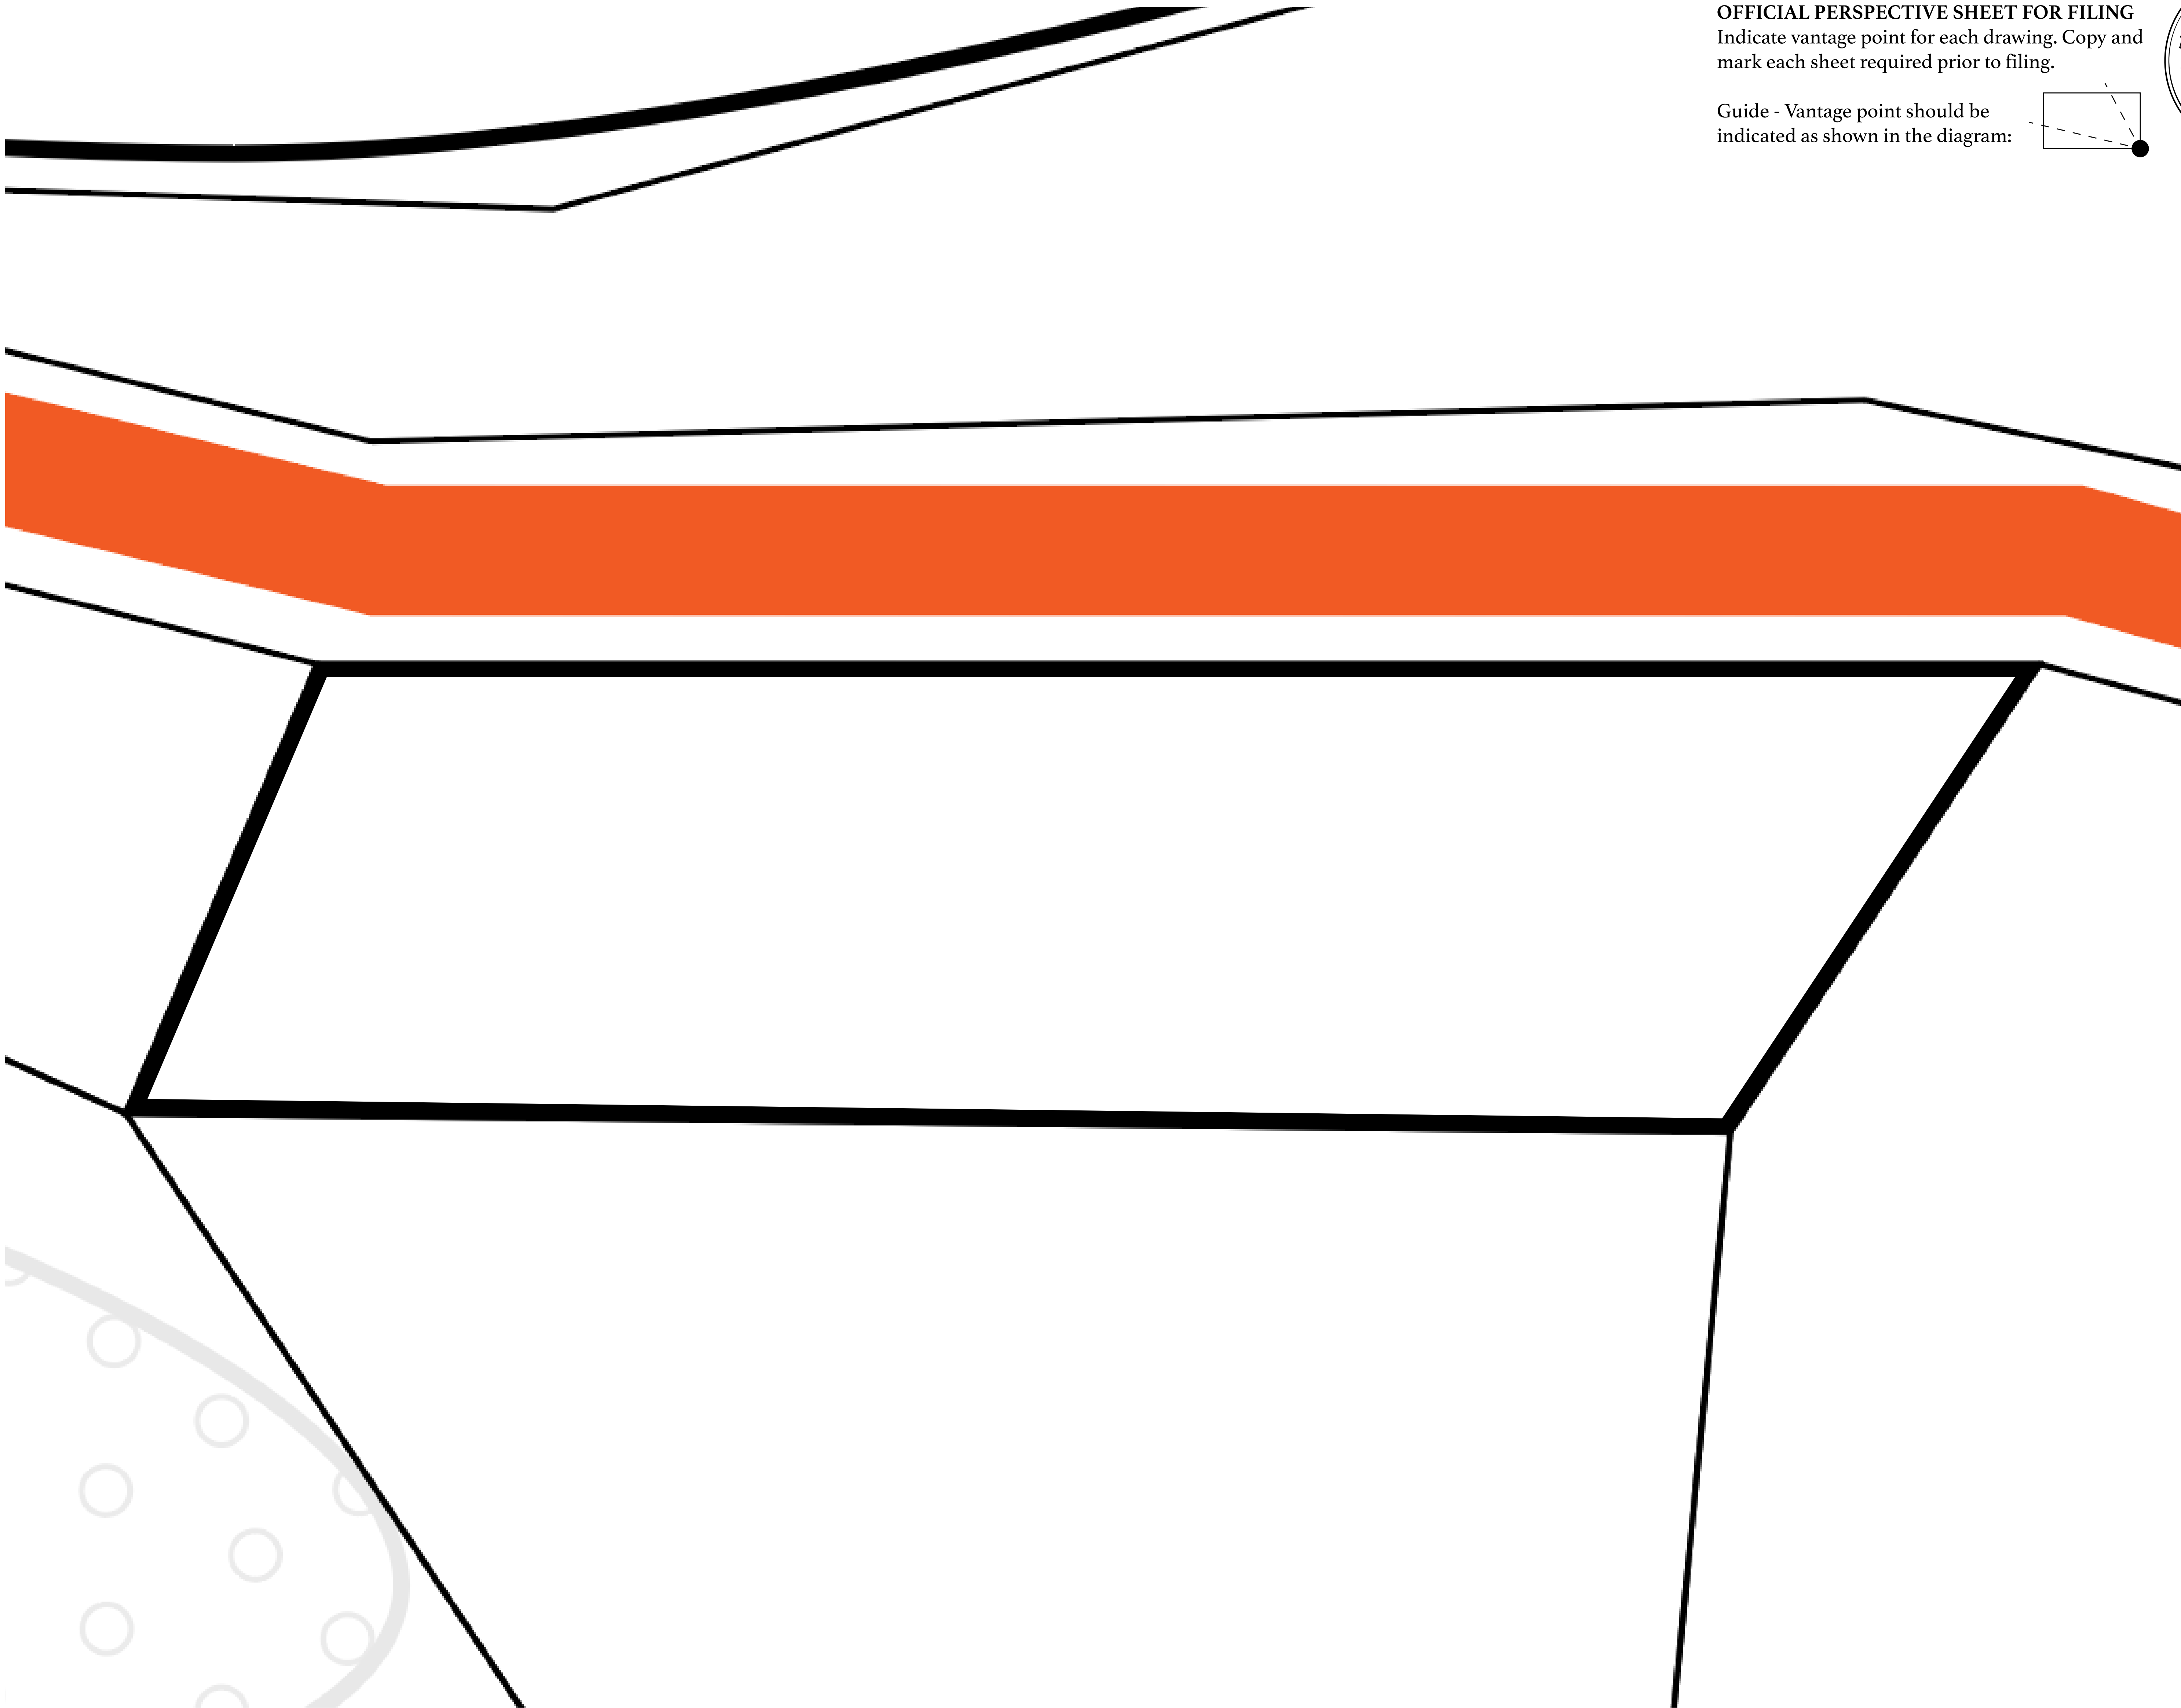 OFFICIAL PERSPECTIVE SHEET FOR FILING
Indicate vantage point for each drawing. Copy and
mark each sheet required prior to filing.
Guide - Vantage point should be
indicated as shown in the diagram: